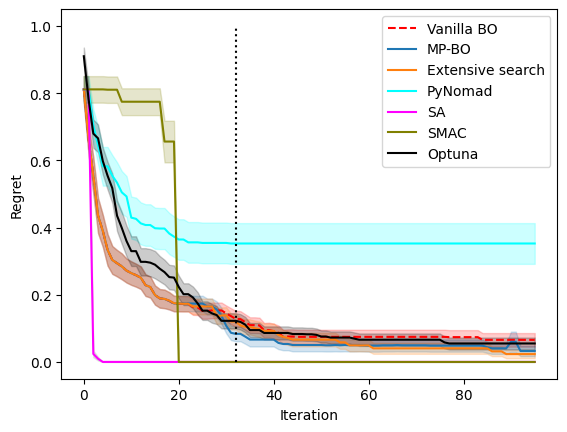 1.0
0.8
0.6
0.4
0.2
0.0
Regret
0
20
40
60
80
Iteration
Vanilla BO
MP-BO
Extensive search
PyNomad
SA
SMAC
Optuna